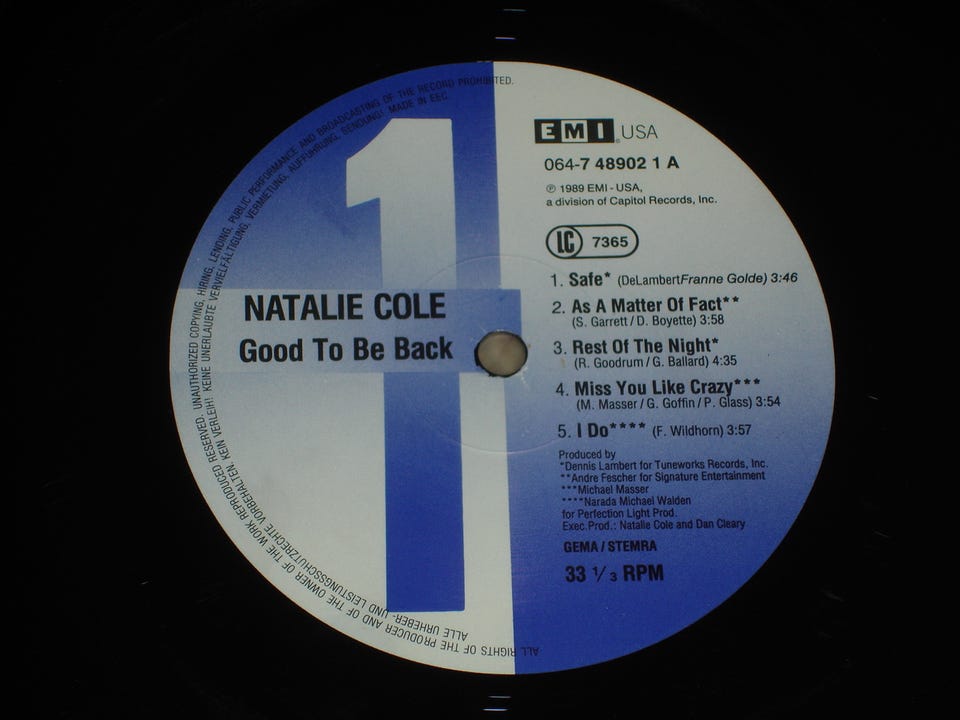 ALL RIGHTS OF THE PRODUCER AND OF THE OWNER OF THE WORK REPRODUCED RESERVED. UNAUTHORIZED COPYING, HIRING, LENDING, PUBLIC PERFORMANCE AND BROADCASTING OF THE RECORD PROHIBITED.
ALLE URHEBER- UND LEISTUNGSSCHUTZRECHTE VORBEHALTEN. KEIN VERLEIH! KEINE UNERLAUBTE VERVIELFÄLTIGUNG, VERMIETUNG, AUFFÜHRUNG, SENDUNG! MADE IN EEC.
1
NATALIE COLE
Good To Be Back
EMI ® USA
064-7 48902 1 A
℗ 1989 EMI - USA,
a division of Capitol Records, Inc.
LC 7365
1. Safe* (DeLambertFranne Golde) 3:46
2. As A Matter Of Fact**
(S. Garrett / D. Boyette) 3:58
3. Rest Of The Night*
(R. Goodrum / G. Ballard) 4:35
4. Miss You Like Crazy***
(M. Masser / G. Goffin / P. Glass) 3:54
5. I Do**** (F. Wildhorn) 3:57
Produced by
*Dennis Lambert for Tuneworks Records, Inc.
**Andre Fescher for Signature Entertainment
***Michael Masser
****Narada Michael Walden
for Perfection Light Prod.
Exec.Prod.: Natalie Cole and Dan Cleary
GEMA / STEMRA
33 1/3 RPM